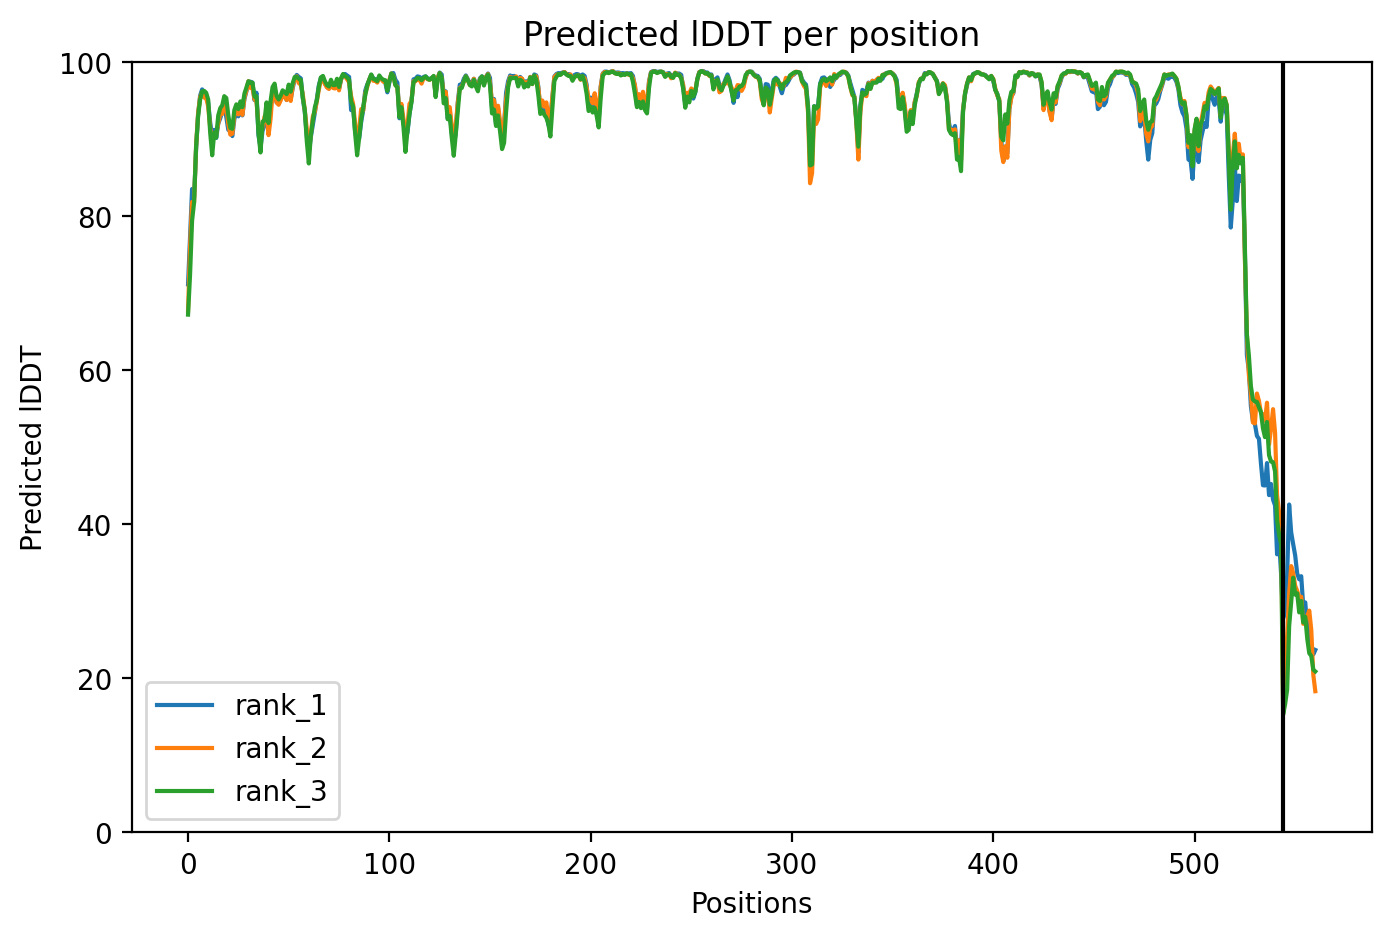 Predicted lDDT per position
100
80
60
40
20
0
Predicted lDDT
0 100 200 300 400 500
Positions
rank_1
rank_2
rank_3